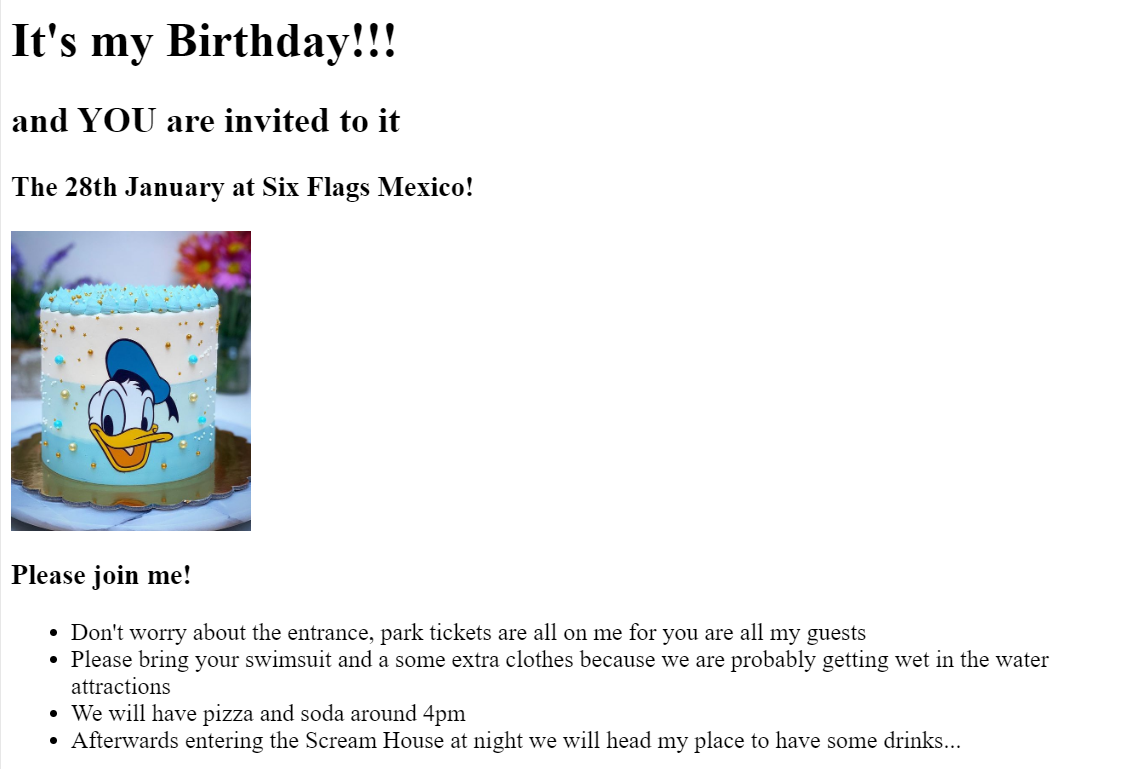 It's my Birthday!!!
and YOU are invited to it
The 28th January at Six Flags Mexico!
Please join me!
• Don't worry about the entrance, park tickets are all on me for you are all my guests
• Please bring your swimsuit and a some extra clothes because we are probably getting wet in the water
attractions
• We will have pizza and soda around 4pm
• Afterwards entering the Scream House at night we will head my place to have some drinks...